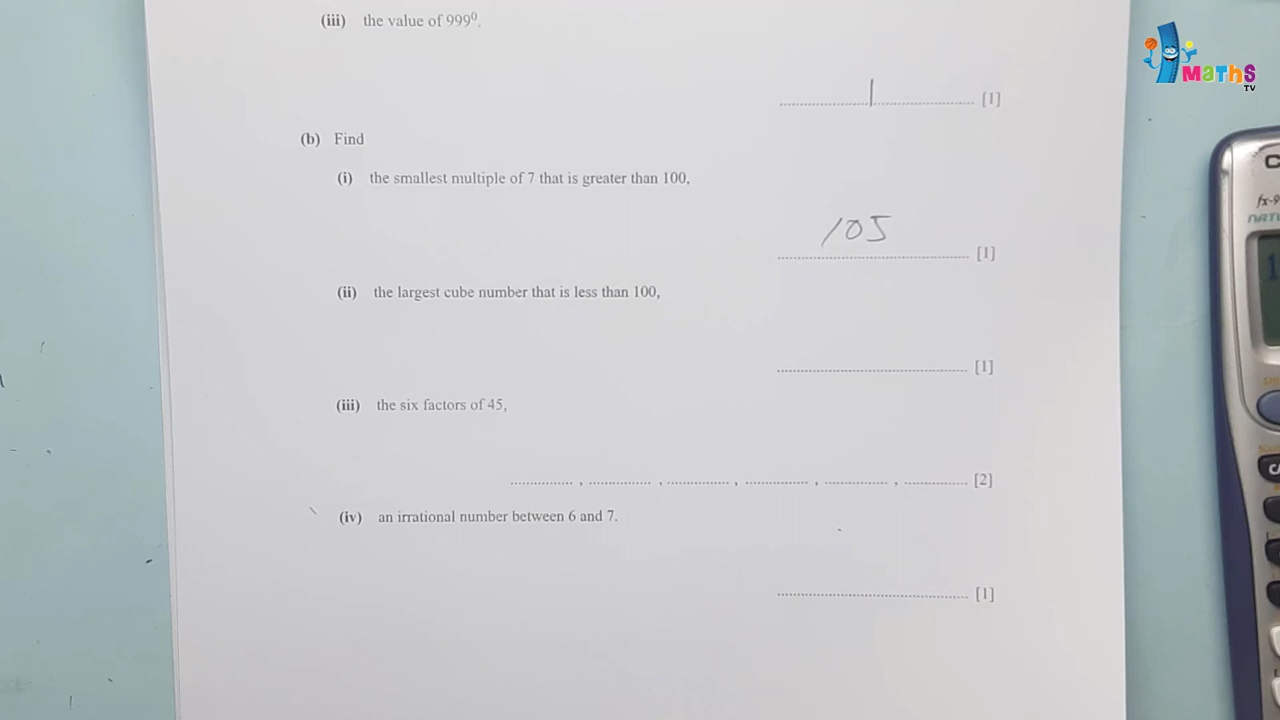 (iii) the value of 999⁰.
1 [1]
(b) Find
(i) the smallest multiple of 7 that is greater than 100,
105
[1]
(ii) the largest cube number that is less than 100,
[1]
(iii) the six factors of 45,
, , , , , [2]
(iv) an irrational number between 6 and 7.
[1]
MaThS
TV